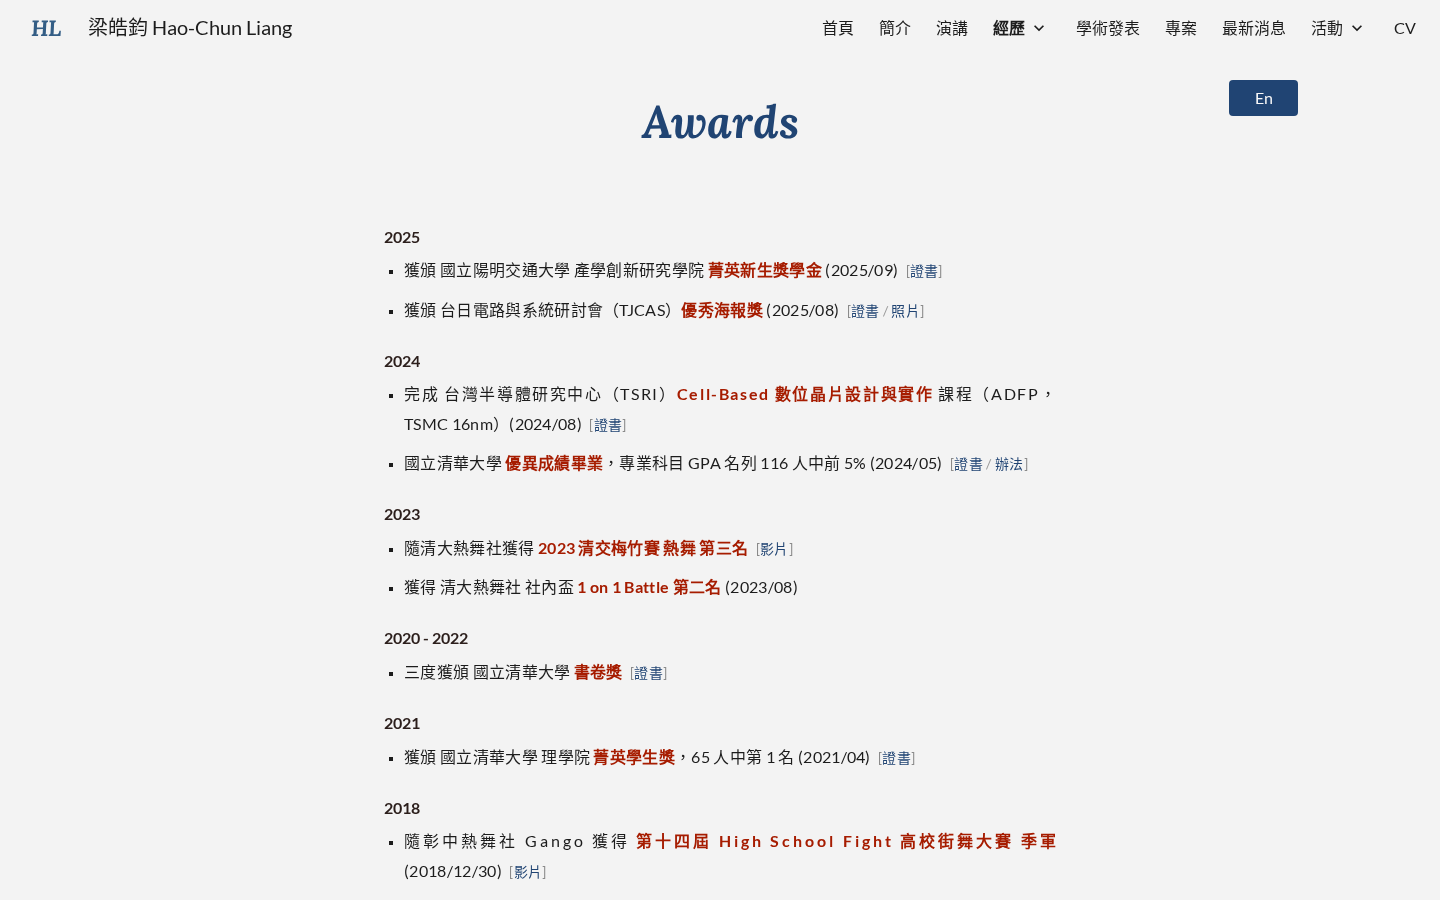 HL 梁皓鈞 Hao-Chun Liang 首頁 簡介 演講 經歷 學術發表 專案 最新消息 活動 CV
En
Awards
2025
獲頒 國立陽明交通大學 產學創新研究學院 菁英新生獎學金 (2025/09) [證書]
獲頒 台日電路與系統研討會（TJCAS）優秀海報獎 (2025/08) [證書 / 照片]
2024
完成 台灣半導體研究中心（TSRI）Cell-Based 數位晶片設計與實作 課程（ADFP，
TSMC 16nm）(2024/08) [證書]
國立清華大學 優異成績畢業，專業科目 GPA 名列 116 人中前 5% (2024/05) [證書 / 辦法]
2023
隨清大熱舞社獲得 2023 清交梅竹賽 熱舞 第三名 [影片]
獲得 清大熱舞社 社內盃 1 on 1 Battle 第二名 (2023/08)
2020 - 2022
三度獲頒 國立清華大學 書卷獎 [證書]
2021
獲頒 國立清華大學 理學院 菁英學生獎，65 人中第 1 名 (2021/04) [證書]
2018
隨彰中熱舞社 Gango 獲得 第十四屆 High School Fight 高校街舞大賽 季軍
(2018/12/30) [影片]